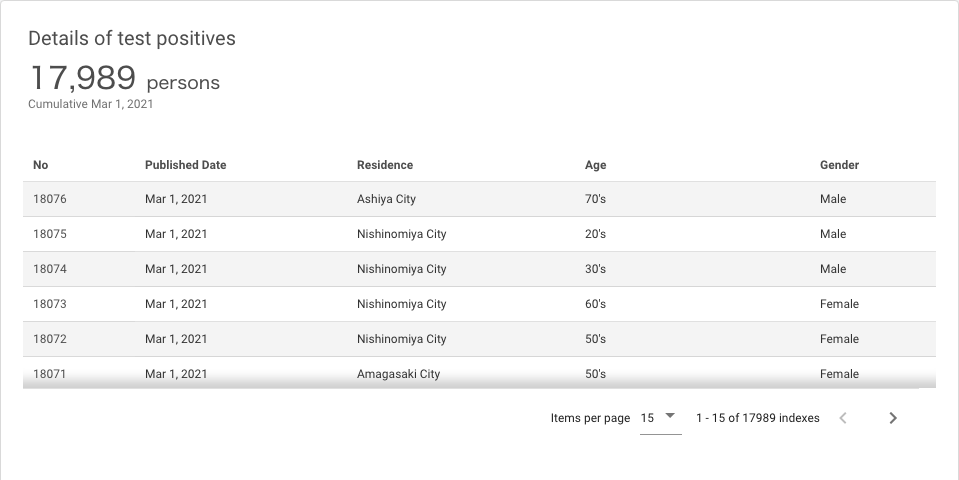 Details of test positives
17,989 persons
Cumulative Mar 1, 2021
No Published Date Residence Age Gender
18076 Mar 1, 2021 Ashiya City 70's Male
18075 Mar 1, 2021 Nishinomiya City 20's Male
18074 Mar 1, 2021 Nishinomiya City 30's Male
18073 Mar 1, 2021 Nishinomiya City 60's Female
18072 Mar 1, 2021 Nishinomiya City 50's Female
18071 Mar 1, 2021 Amagasaki City 50's Female
Items per page 15 1 - 15 of 17989 indexes